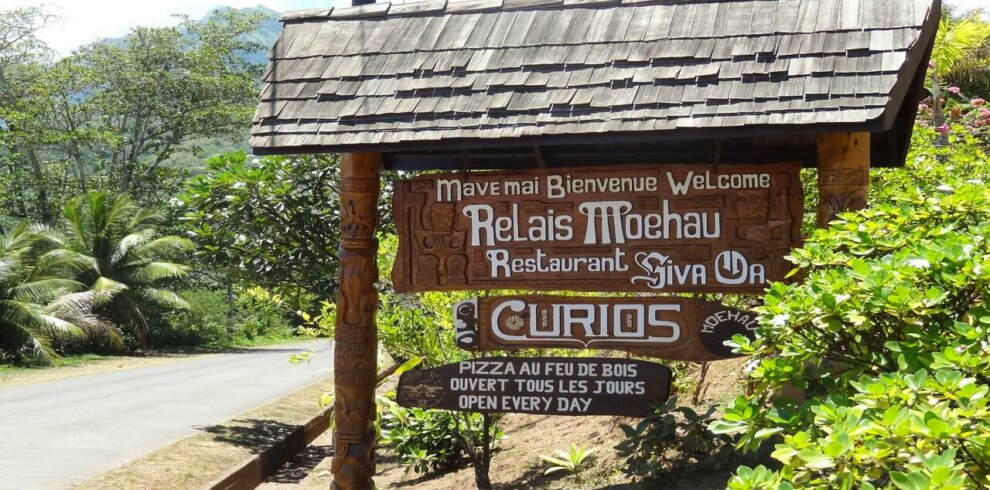 Mave mai Bienvenue Welcome
Relais Moehau
Restaurant Hiva Oa
CURIOS MOEHAU
PIZZA AU FEU DE BOIS
OUVERT TOUS LES JOURS
OPEN EVERY DAY